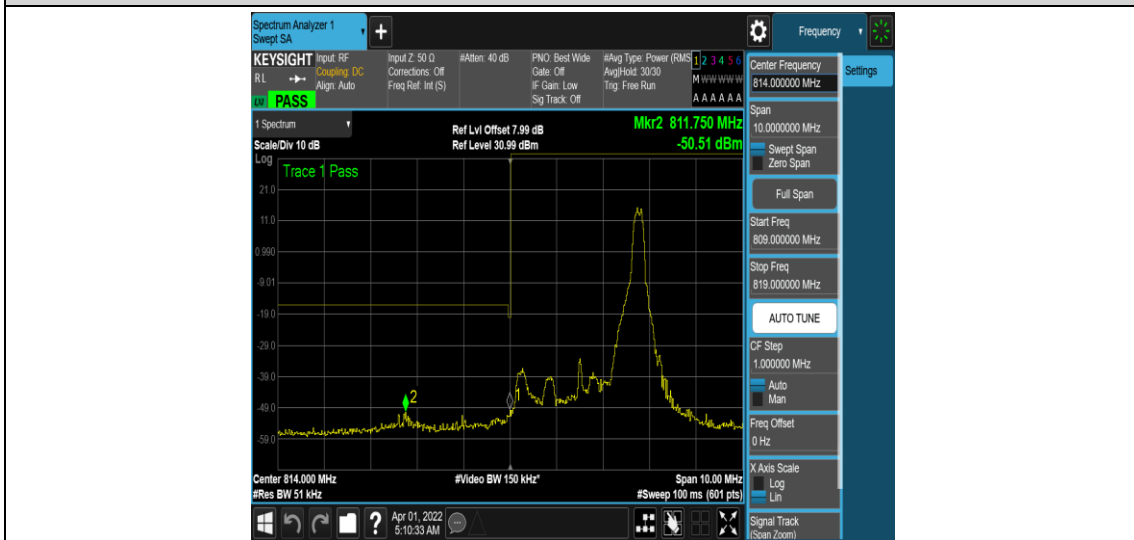 Spectrum Analyzer 1
Swept SA
+
Frequency
KEYSIGHT
RL
PASS
Input: RF
Coupling: DC
Align: Auto
Input Z: 50 Ω
Corrections: Off
Freq Ref: Int (S)
#Atten: 40 dB
PNO: Best Wide
Gate: Off
IF Gain: Low
Sig Track: Off
#Avg Type: Power (RMS
Avg|Hold: 30/30
Trig: Free Run
1 2 3 4 5 6
M W W W W W
A A A A A A
1 Spectrum
Scale/Div 10 dB
Ref Lvl Offset 7.99 dB
Ref Level 30.99 dBm
Mkr2 811.750 MHz
-50.51 dBm
Log
Trace 1 Pass
21.0
11.0
0.990
-9.01
-19.0
-29.0
-39.0
-49.0
-59.0
2
Center 814.000 MHz
#Res BW 51 kHz
#Video BW 150 kHz*
Span 10.00 MHz
#Sweep 100 ms (601 pts)
?
Apr 01, 2022
5:10:33 AM
Center Frequency
814.000000 MHz
Settings
Span
10.0000000 MHz
Swept Span
Zero Span
Full Span
Start Freq
809.000000 MHz
Stop Freq
819.000000 MHz
AUTO TUNE
CF Step
1.000000 MHz
Auto
Man
Freq Offset
0 Hz
X Axis Scale
Log
Lin
Signal Track
(Span Zoom)